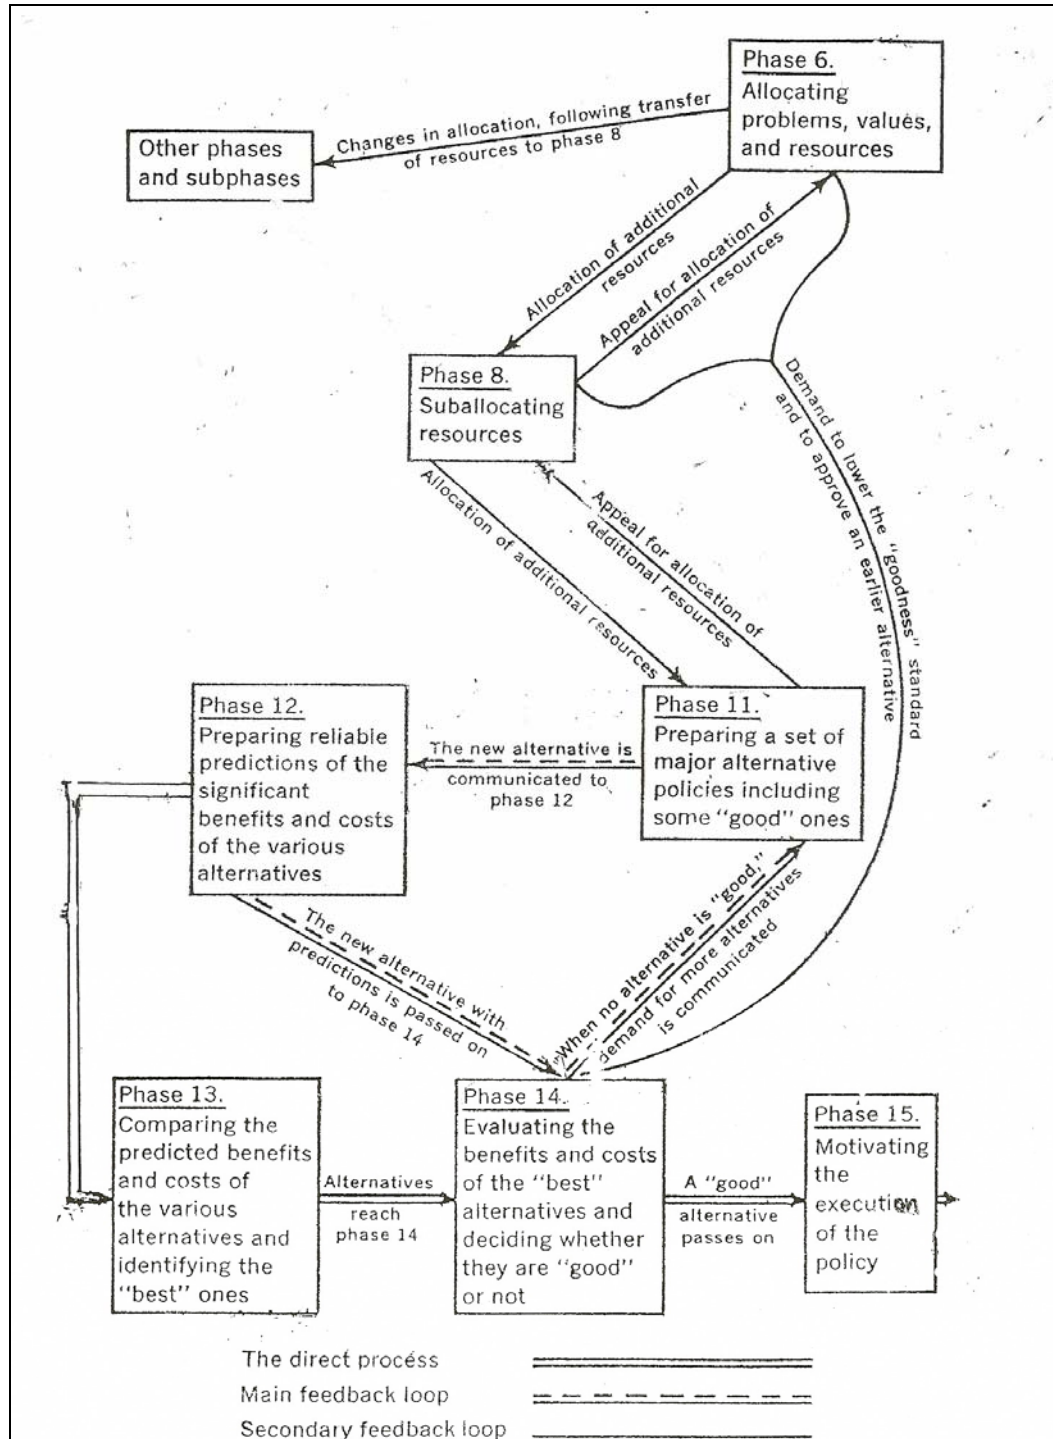 Phase 6.
Allocating
problems, values,
and resources
Changes in allocation, following transfer
of resources to phase 8
Other phases
and subphases
Allocation of additional
resources
Appeal for allocation of
additional resources
Phase 8.
Suballocating
resources
Demand to lower the "goodness" standard
and to approve an earlier alternative
Allocation of additional resources
Appeal for allocation of
additional resources
Phase 12.
Preparing reliable
predictions of the
significant
benefits and costs
of the various
alternatives
The new alternative is
communicated to
phase 12
Phase 11.
Preparing a set of
major alternative
policies including
some "good" ones
The new alternative with
predictions is passed on
to phase 14
"When no alternative is "good,"
demand for more alternatives
is communicated
Phase 13.
Comparing the
predicted benefits
and costs of
the various
alternatives and
identifying the
"best" ones
Alternatives
reach
phase 14
Phase 14.
Evaluating the
benefits and costs
of the "best"
alternatives and
deciding whether
they are "good"
or not
A "good"
alternative
passes on
Phase 15.
Motivating
the
execution
of the
policy
The direct process
Main feedback loop
Secondary feedback loop